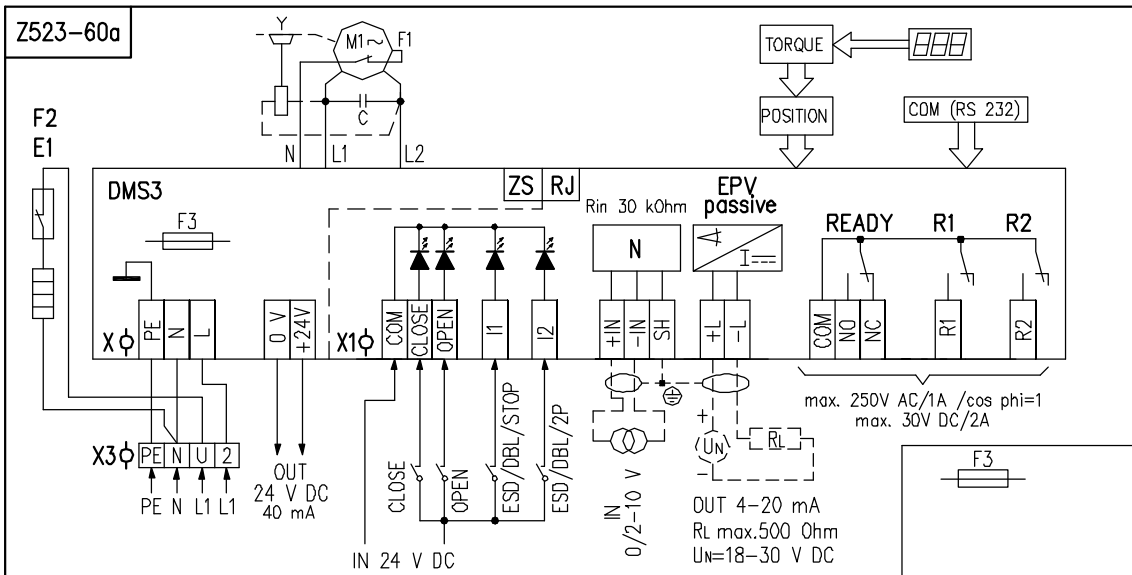 Z523-60a
Y
M1~
F1
C
N
L1
L2
TORQUE
888
POSITION
COM (RS 232)
F2
E1
DMS3
F3
ZS
RJ
Rin 30 kOhm
N
EPV
passive
I
READY
R1
R2
X
PE
N
L
0 V
+24V
X1
COM
CLOSE
OPEN
I1
I2
+IN
-IN
SH
+L
-L
COM
NO
NC
R1
R2
max. 250V AC/1A /cos phi=1
max. 30V DC/2A
X3
PE
N
U
2
PE
N
L1
L1
OUT
24 V DC
40 mA
CLOSE
OPEN
ESD/DBL/STOP
ESD/DBL/2P
IN 24 V DC
IN
0/2-10 V
+
UN
-
RL
OUT 4-20 mA
RL max.500 Ohm
UN=18-30 V DC
F3